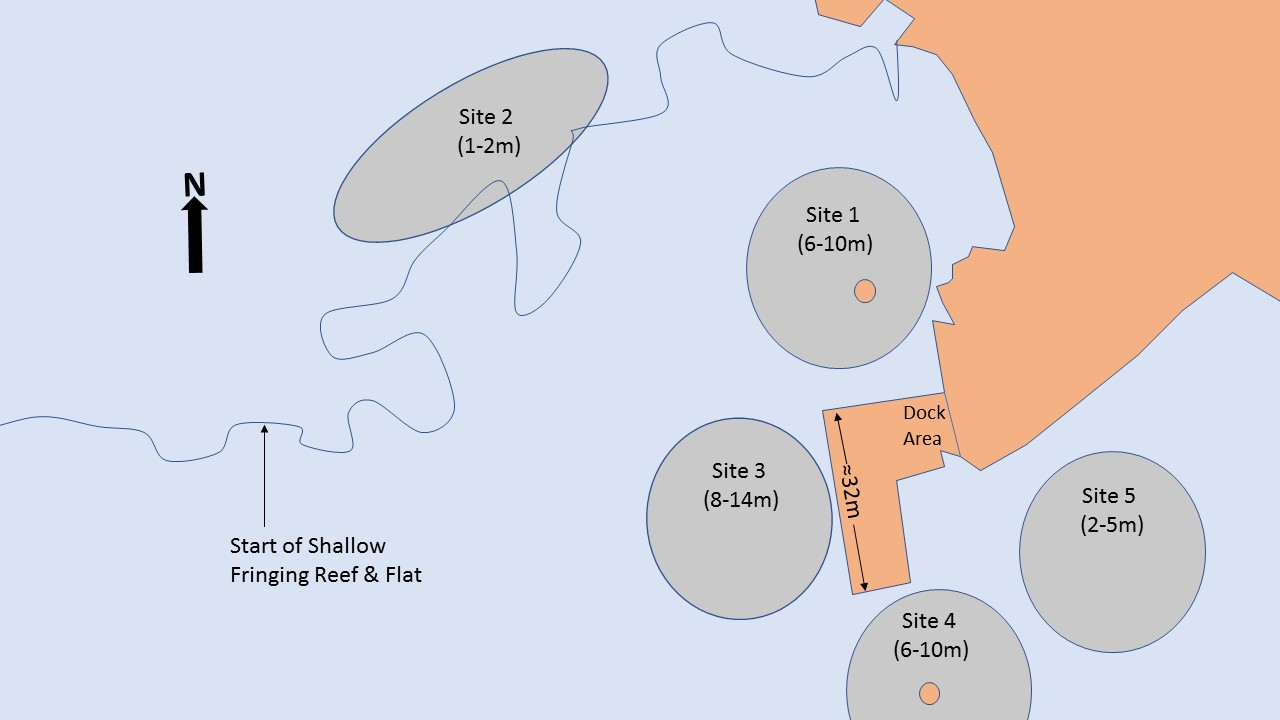 Site 2
(1-2m)
N
Site 1
(6-10m)
Dock
Area
≈32m
Site 3
(8-14m)
Site 5
(2-5m)
Start of Shallow
Fringing Reef & Flat
Site 4
(6-10m)